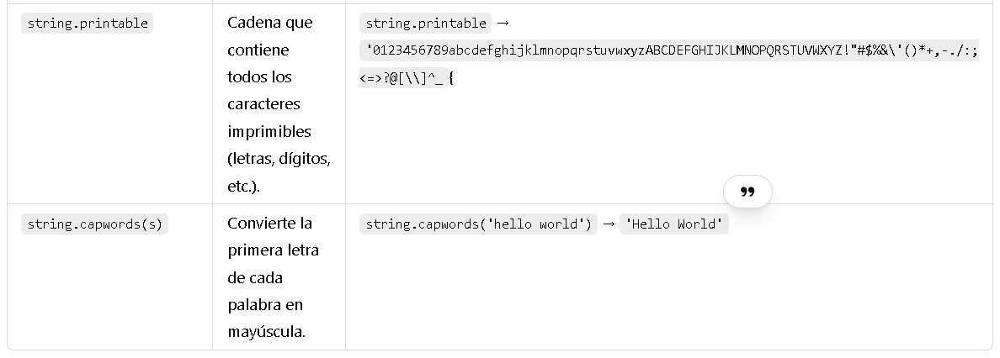 string.printable
Cadena que
contiene
todos los
caracteres
imprimibles
(letras, dígitos,
etc.).
string.printable →
'0123456789abcdefghijklmnopqrstuvwxyzABCDEFGHIJKLMNOPQRSTUVWXYZ!"#$%&\'()*+,-./:;
<=>?@[\\]^_ {
string.capwords(s)
Convierte la
primera letra
de cada
palabra en
mayúscula.
string.capwords('hello world') → 'Hello World'